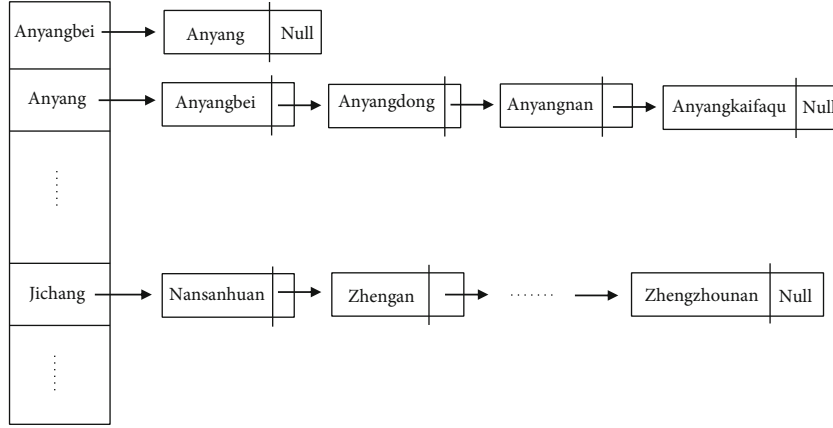 Anyangbei Anyang Null
Anyang Anyangbei Anyangdong Anyangnan Anyangkaifaqu Null
Jichang Nansanhuan Zhengan ....... Zhengzhounan Null